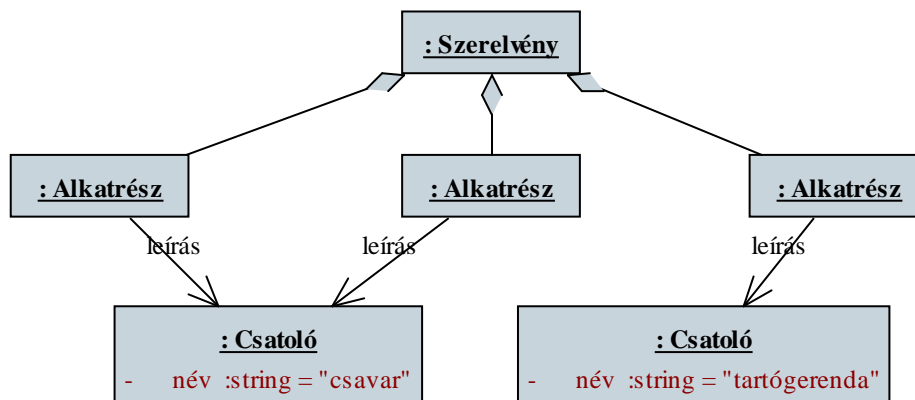 : Szerelvény
: Alkatrész
: Alkatrész
: Alkatrész
leírás
leírás
leírás
: Csatoló
- név :string = "csavar"
: Csatoló
- név :string = "tartógerenda"